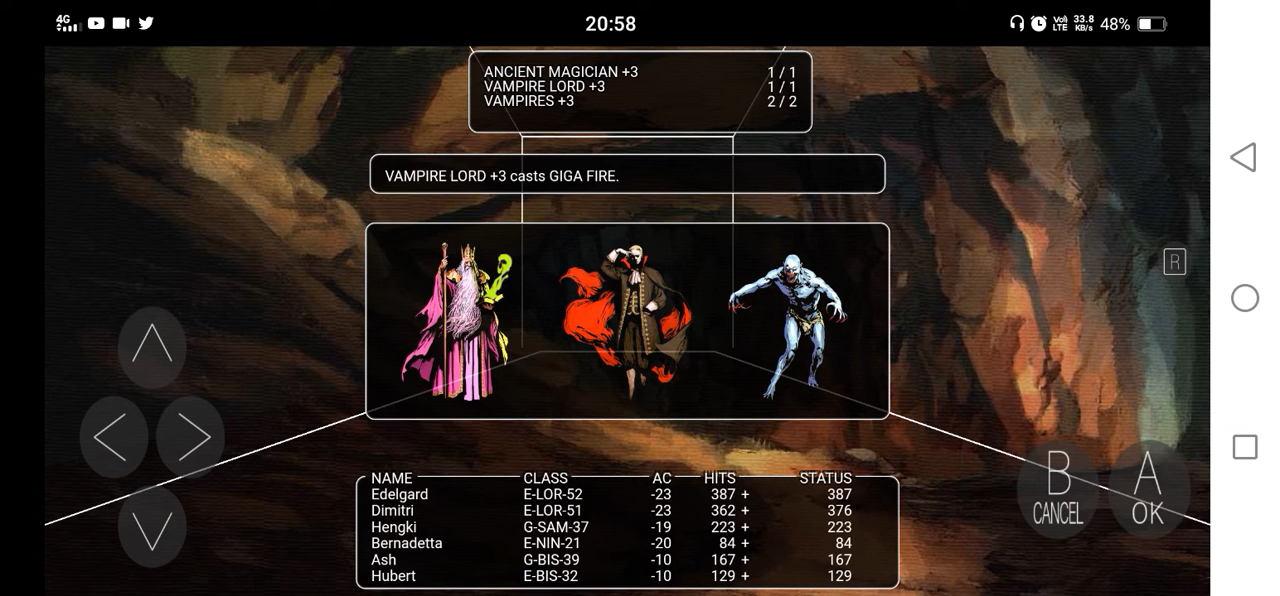 4G 20:58 Vo) LTE 33.8 KB/s 48%
ANCIENT MAGICIAN +3 1 / 1
VAMPIRE LORD +3 1 / 1
VAMPIRES +3 2 / 2
VAMPIRE LORD +3 casts GIGA FIRE.
R
NAME CLASS AC HITS STATUS
Edelgard E-LOR-52 -23 387 + 387
Dimitri E-LOR-51 -23 362 + 376
Hengki G-SAM-37 -19 223 + 223
Bernadetta E-NIN-21 -20 84 + 84
Ash G-BIS-39 -10 167 + 167
Hubert E-BIS-32 -10 129 + 129
B CANCEL
A OK